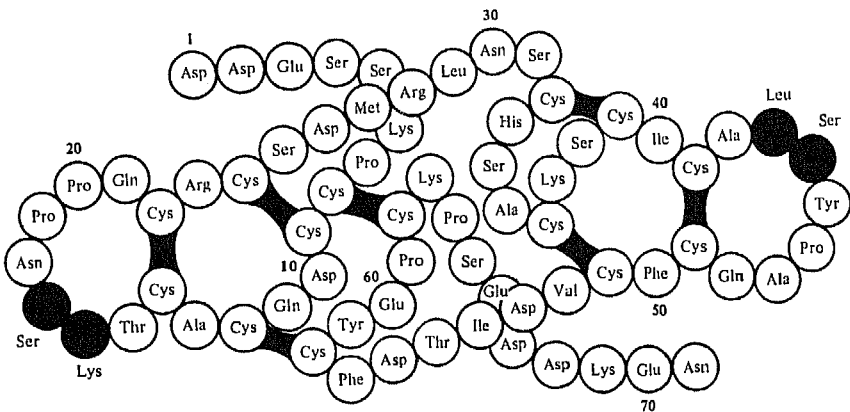 30
1
Asn
Ser
Leu
Ser
Glu
Ser
Asp
Asp
Arg
Met
Cys
Cys
40
Leu
Ser
His
Lys
Asp
Ser
Ser
Ile
Ala
20
Pro
Ser
Cys
Pro
Gln
Arg
Cys
Cys
Lys
Lys
Tyr
Pro
Cys
Cys
Pro
Ala
Cys
Asn
Cys
Ser
Cys
Pro
10
Asp
60
Pro
Val
Cys
Phe
Gln
Ala
Cys
Gln
Glu
Glu
Asp
50
Ser
Thr
Ala
Cys
Tyr
Ile
Cys
Thr
Asp
Lys
Phe
Asp
Asp
Lys
Glu
Asn
70